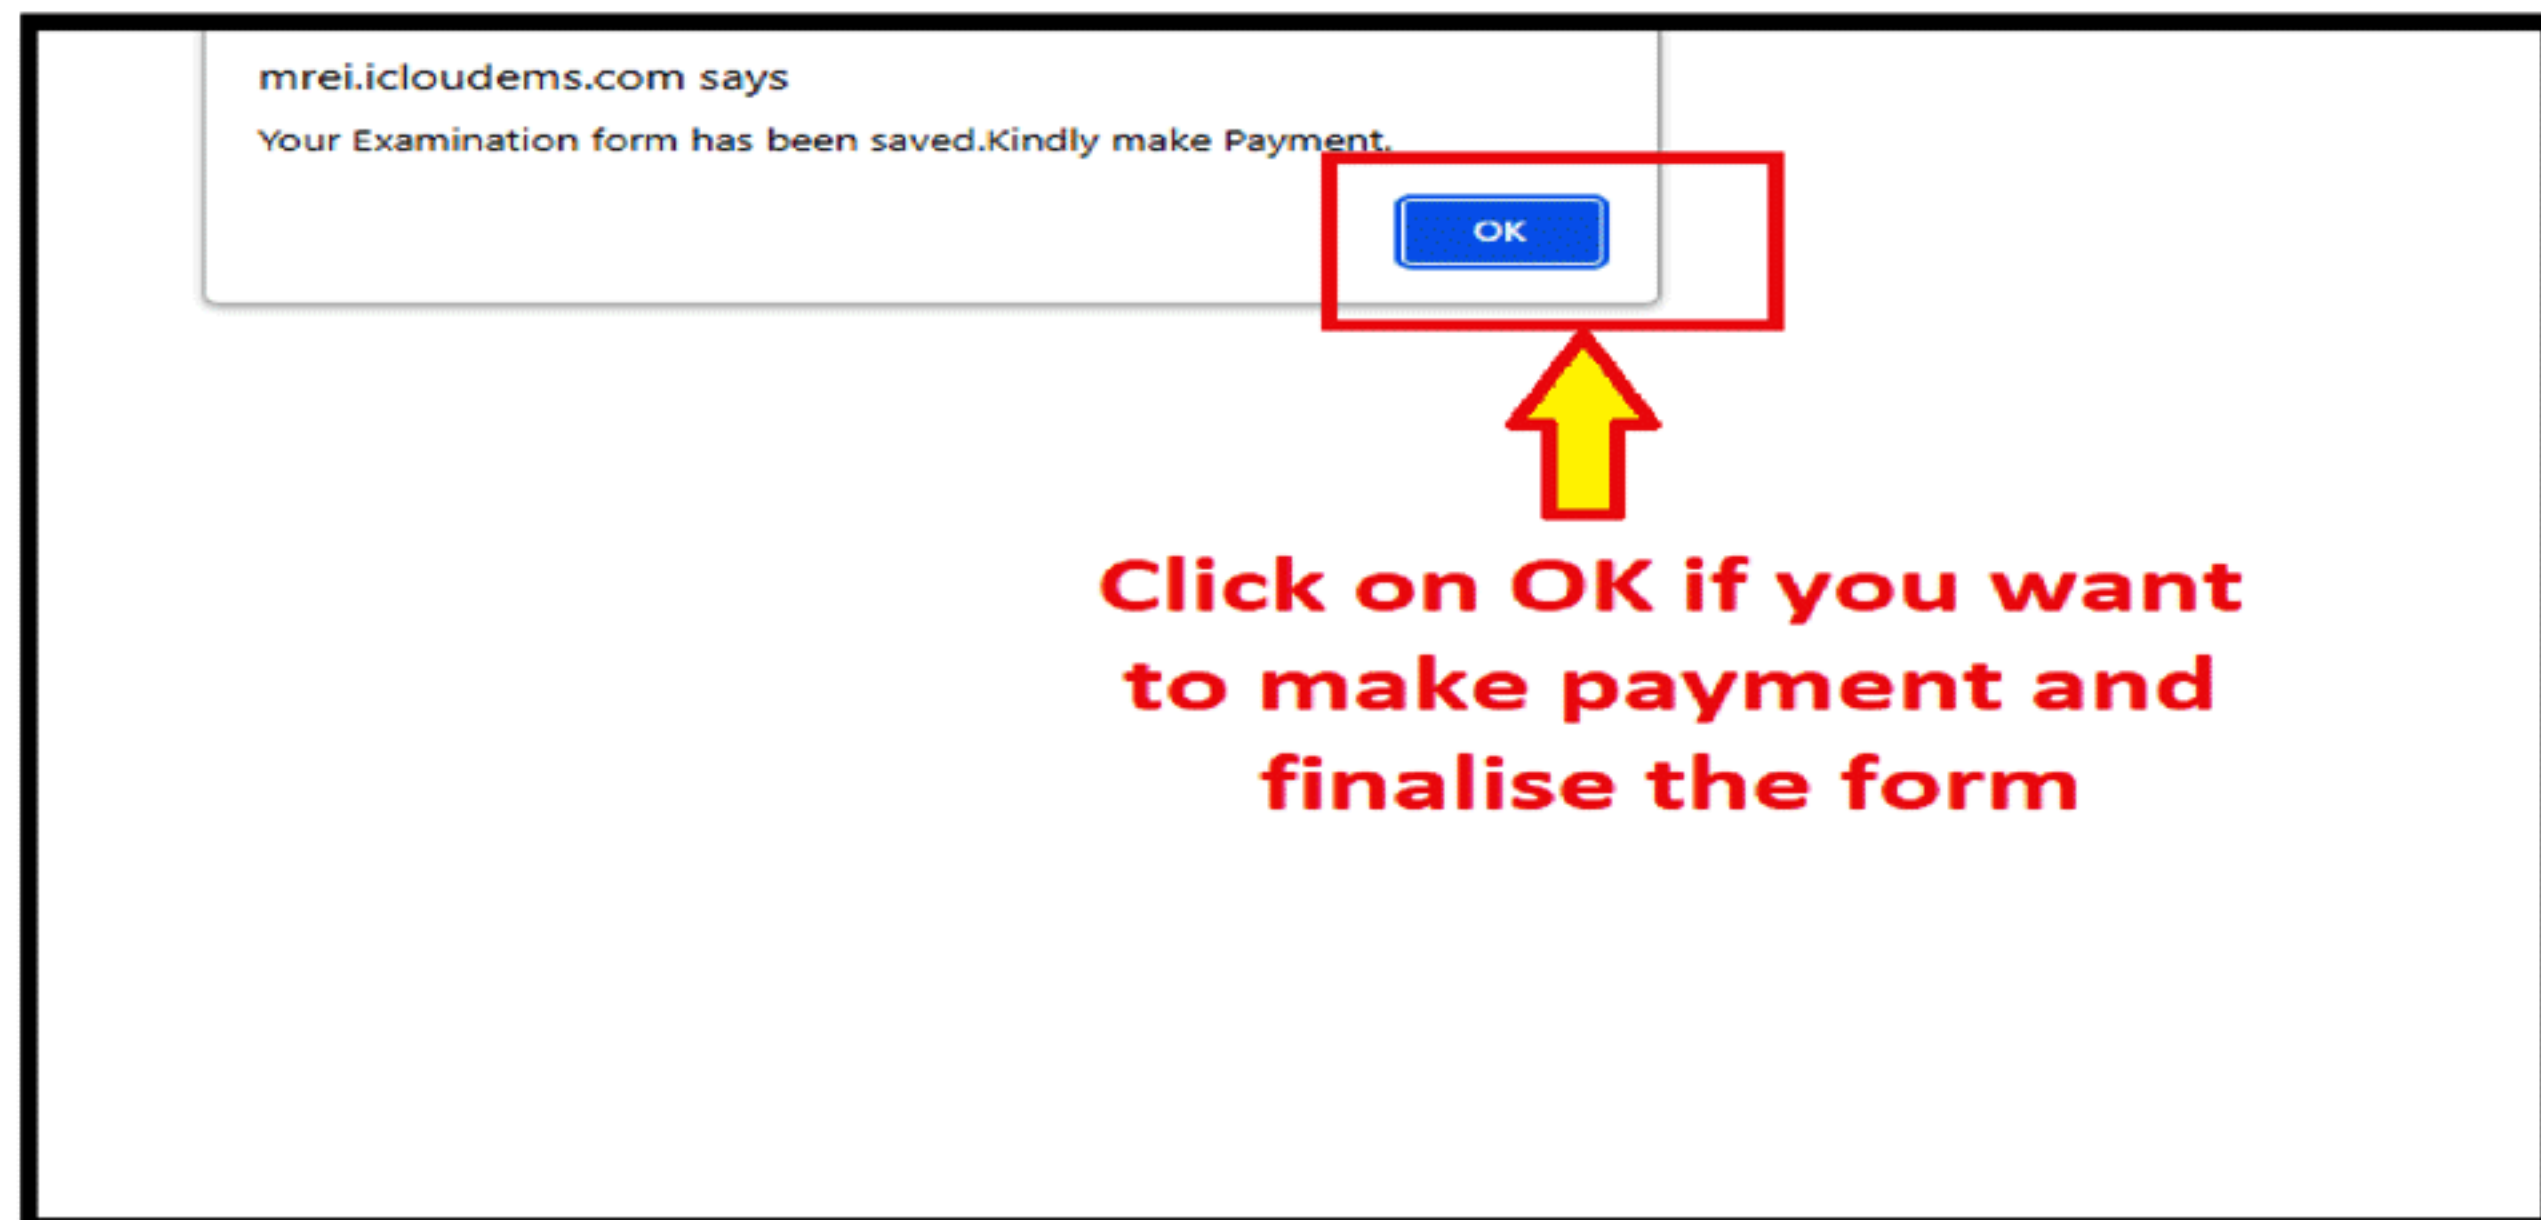 mrei.icloudems.com says
Your Examination form has been saved.Kindly make Payment.
OK
Click on OK if you want
to make payment and
finalise the form